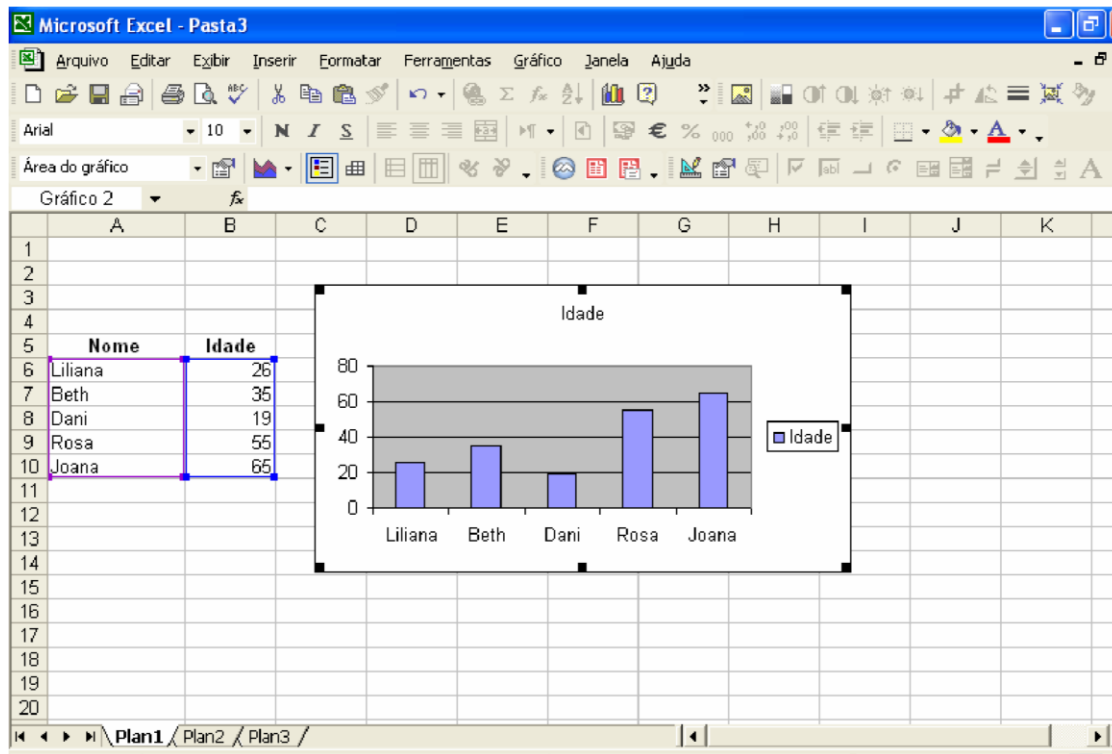 Microsoft Excel - Pasta3
Arquivo Editar Exibir Inserir Formatar Ferramentas Gráfico Janela Ajuda
Arial 10 N I S € % 000
Área do gráfico
Gráfico 2 fx
A B C D E F G H I J K
1
2
3
Idade
4
5 Nome Idade
6 Liliana 26
7 Beth 35
8 Dani 19
9 Rosa 55
10 Joana 65
80
60
40
20
0
Idade
Liliana Beth Dani Rosa Joana
11
12
13
14
15
16
17
18
19
20
Plan1 Plan2 Plan3